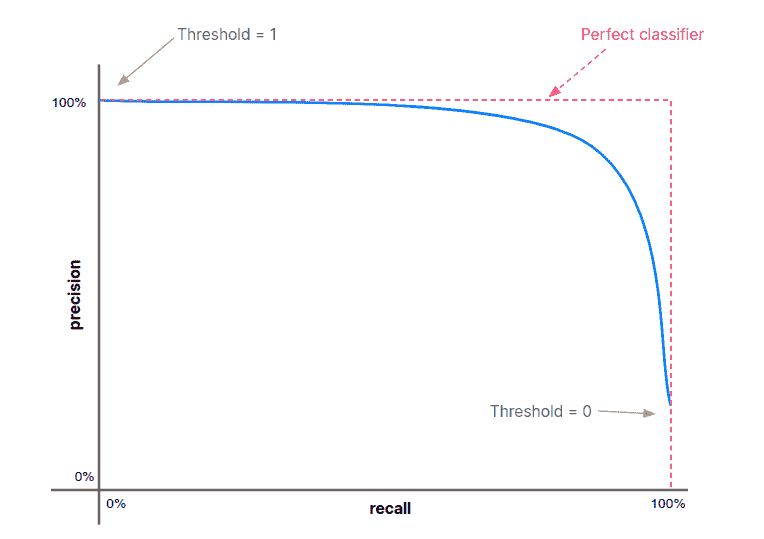 Threshold = 1
Perfect classifier
100%
precision
Threshold = 0
0%
0%
recall
100%